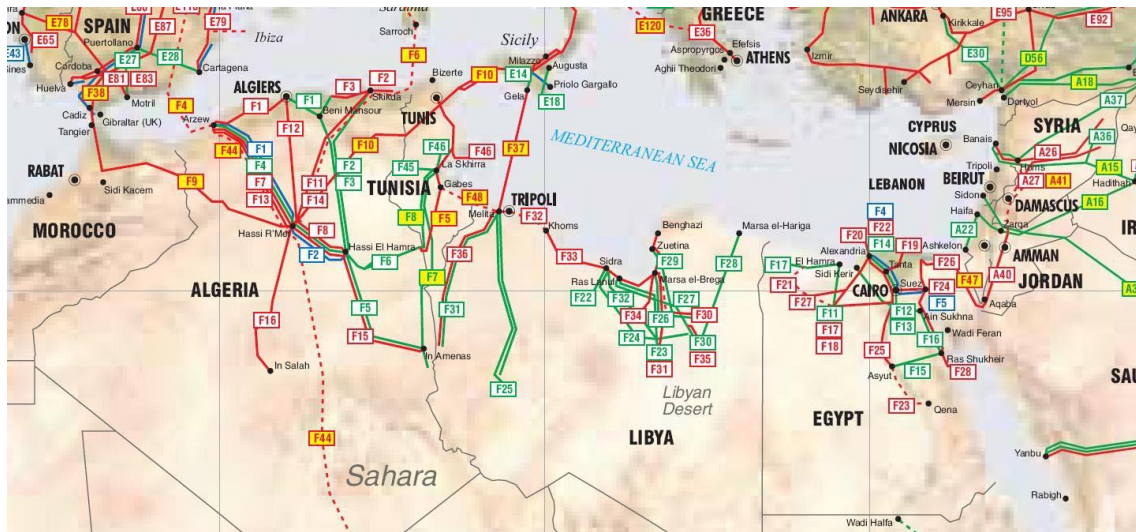 E78
SPAIN
E118
E79
E65
E87
Puertollano
Ibiza
E43
Sines
Cordoba
E27
E28
E81
E83
Cartagena
Huelva
F38
Motril
F4
Cadiz
Gibraltar (UK)
Tangier
Arzew
Sardinia
Sarroch
F6
F2
F3
ALGIERS
F1
F1
Skikda
Beni Mansour
F12
Bizerte
TUNIS
F10
Sicily
Milazzo
E14
Augusta
Priolo Gargallo
Gela
E18
E120
GREECE
E36
Efefsis
Aspropyrgos
ATHENS
Aghii Theodori
Izmir
ANKARA
Kirikkale
E95
E92
E30
D56
Seydisehir
Ceyhan
A18
Mersin
Dortyol
A37
CYPRUS
NICOSIA
SYRIA
Banais
A36
A26
Tripoli
Homs
A15
LEBANON
BEIRUT
A27
A41
Hadithah
Sidon
DAMASCUS
A16
Haifa
Zarqa
A22
AMMAN
Ashkelon
JORDAN
A40
F47
Aqaba
MEDITERRANEAN SEA
F37
F44
F1
F4
F7
F13
F10
F2
F3
F11
F14
F46
F46
F45
La Skhirra
TUNISIA
Gabes
F48
F8
F5
Melita
TRIPOLI
F32
Khoms
RABAT
Sidi Kacem
F9
MOROCCO
Hassi R'Mel
F8
F2
Hassi El Hamra
F6
F7
F36
F33
Benghazi
Zuetina
Marsa el-Hariga
Sidra
F29
Ras Lanuf
Marsa el-Brega
F28
F22
F32
F27
F34
F26
F30
F24
F23
F30
F31
F35
ALGERIA
F5
F31
F15
F16
In Salah
In Amenas
F25
F44
Sahara
LIBYA
Libyan
Desert
F4
F22
F20
F14
F19
Alexandria
El Hamra
F17
Sidi Kerir
Tanta
F26
F21
CAIRO
Suez
F24
F27
F5
F11
F12
Ain Sukhna
F17
F13
F18
Wadi Feran
F16
F25
Ras Shukheir
Asyut
F15
F28
F23
Qena
EGYPT
Yanbu
Rabigh
Wadi Halfa